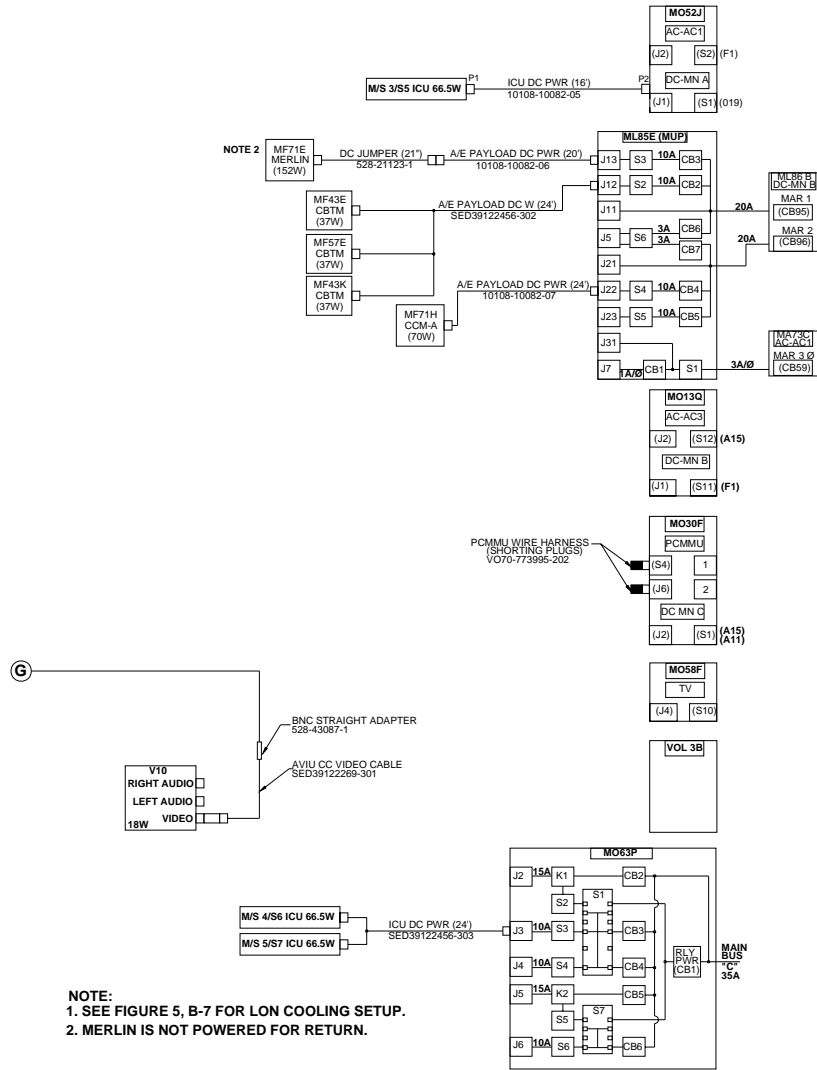 MO52J
AC-AC1
(J2)
(S2)
(F1)
M/S 3/S5 ICU 66.5W
P1
ICU DC PWR (16')
10108-10082-05
P2
DC-MN A
(J1)
(S1)
(019)
ML85E (MUP)
NOTE 2
MF71E
MERLIN
(152W)
DC JUMPER (21")
528-21123-1
A/E PAYLOAD DC PWR (20')
10108-10082-06
J13
S3
10A
CB3
J12
S2
10A
CB2
MF43E
CBTM
(37W)
A/E PAYLOAD DC W (24')
SED39122456-302
J11
MF57E
CBTM
(37W)
J5
S6
3A
3A
CB6
CB7
J21
MF43K
CBTM
(37W)
A/E PAYLOAD DC PWR (24')
10108-10082-07
MF71H
CCM-A
(70W)
J22
S4
10A
CB4
J23
S5
10A
CB5
J31
J7
1A/Ø
CB1
S1
3A/Ø
ML86 B
DC-MN B
MAR 1
(CB95)
20A
MAR 2
(CB96)
20A
MA73C
AC-AC1
MAR 3 Ø
(CB59)
MO13Q
AC-AC3
(J2)
(S12)
(A15)
DC-MN B
(J1)
(S11)
(F1)
MO30F
PCMMU
PCMMU WIRE HARNESS
(SHORTING PLUGS)
VO70-773995-202
(S4)
1
(J6)
2
DC MN C
(J2)
(S1)
(A15)
(A11)
G
MO58F
TV
(J4)
(S10)
BNC STRAIGHT ADAPTER
528-43087-1
AVIU CC VIDEO CABLE
SED39122269-301
VOL 3B
V10
RIGHT AUDIO
LEFT AUDIO
VIDEO
18W
MO63P
J2
15A
K1
CB2
S1
S2
M/S 4/S6 ICU 66.5W
M/S 5/S7 ICU 66.5W
ICU DC PWR (24')
SED39122456-303
J3
10A
S3
CB3
J4
10A
S4
CB4
RLY
PWR
(CB1)
MAIN
BUS
"C"
35A
J5
15A
K2
CB5
S7
S5
J6
10A
S6
CB6
NOTE:
1. SEE FIGURE 5, B-7 FOR LON COOLING SETUP.
2. MERLIN IS NOT POWERED FOR RETURN.